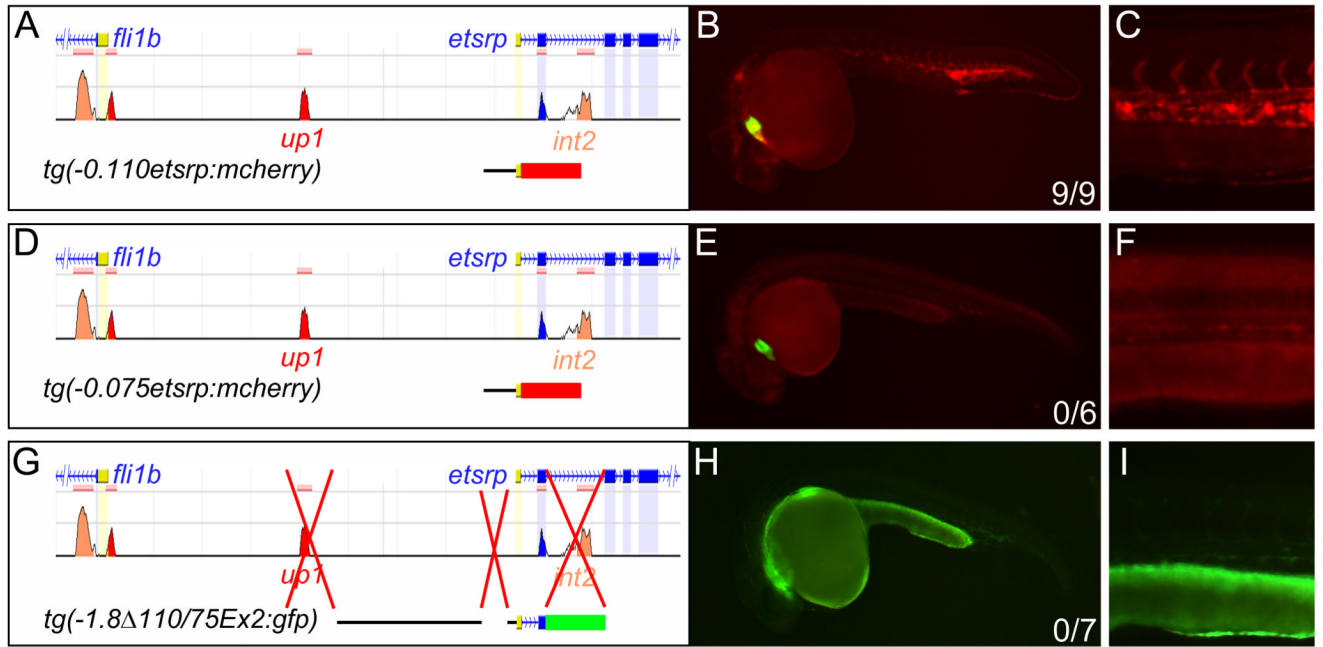 A
fli1b
etsrp
up1
int2
tg(-0.110etsrp:mcherry)
B
9/9
C
D
fli1b
etsrp
up1
int2
tg(-0.075etsrp:mcherry)
E
0/6
F
G
fli1b
etsrp
up1
int2
tg(-1.8Δ110/75Ex2:gfp)
H
0/7
I